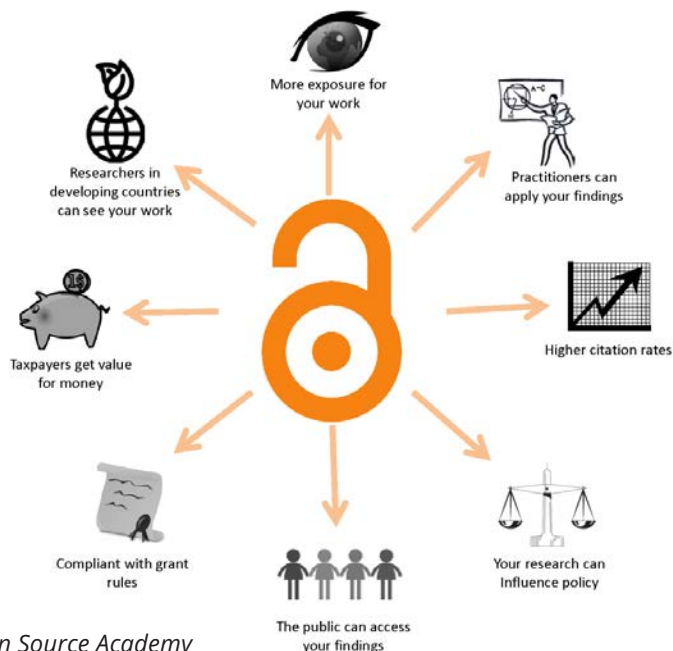 More exposure for
your work
Practitioners can
apply your findings
Higher citation rates
Your research can
Influence policy
The public can access
your findings
Compliant with grant
rules
Taxpayers get value
for money
Researchers in
developing countries
can see your work
n Source Academy